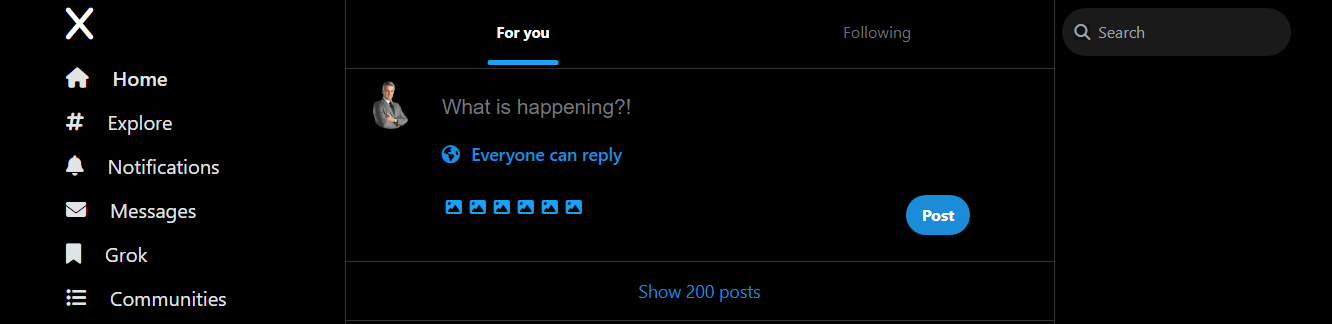 X
Home
Explore
Notifications
Messages
Grok
Communities
For you
Following
What is happening?!
Everyone can reply
Post
Show 200 posts
Search